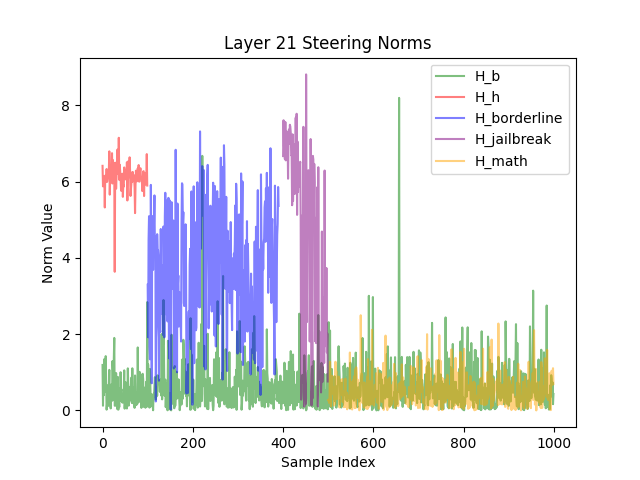 Layer 21 Steering Norms
H_b
H_h
H_borderline
H_jailbreak
H_math
Norm Value
8
6
4
2
0
0 200 400 600 800 1000
Sample Index